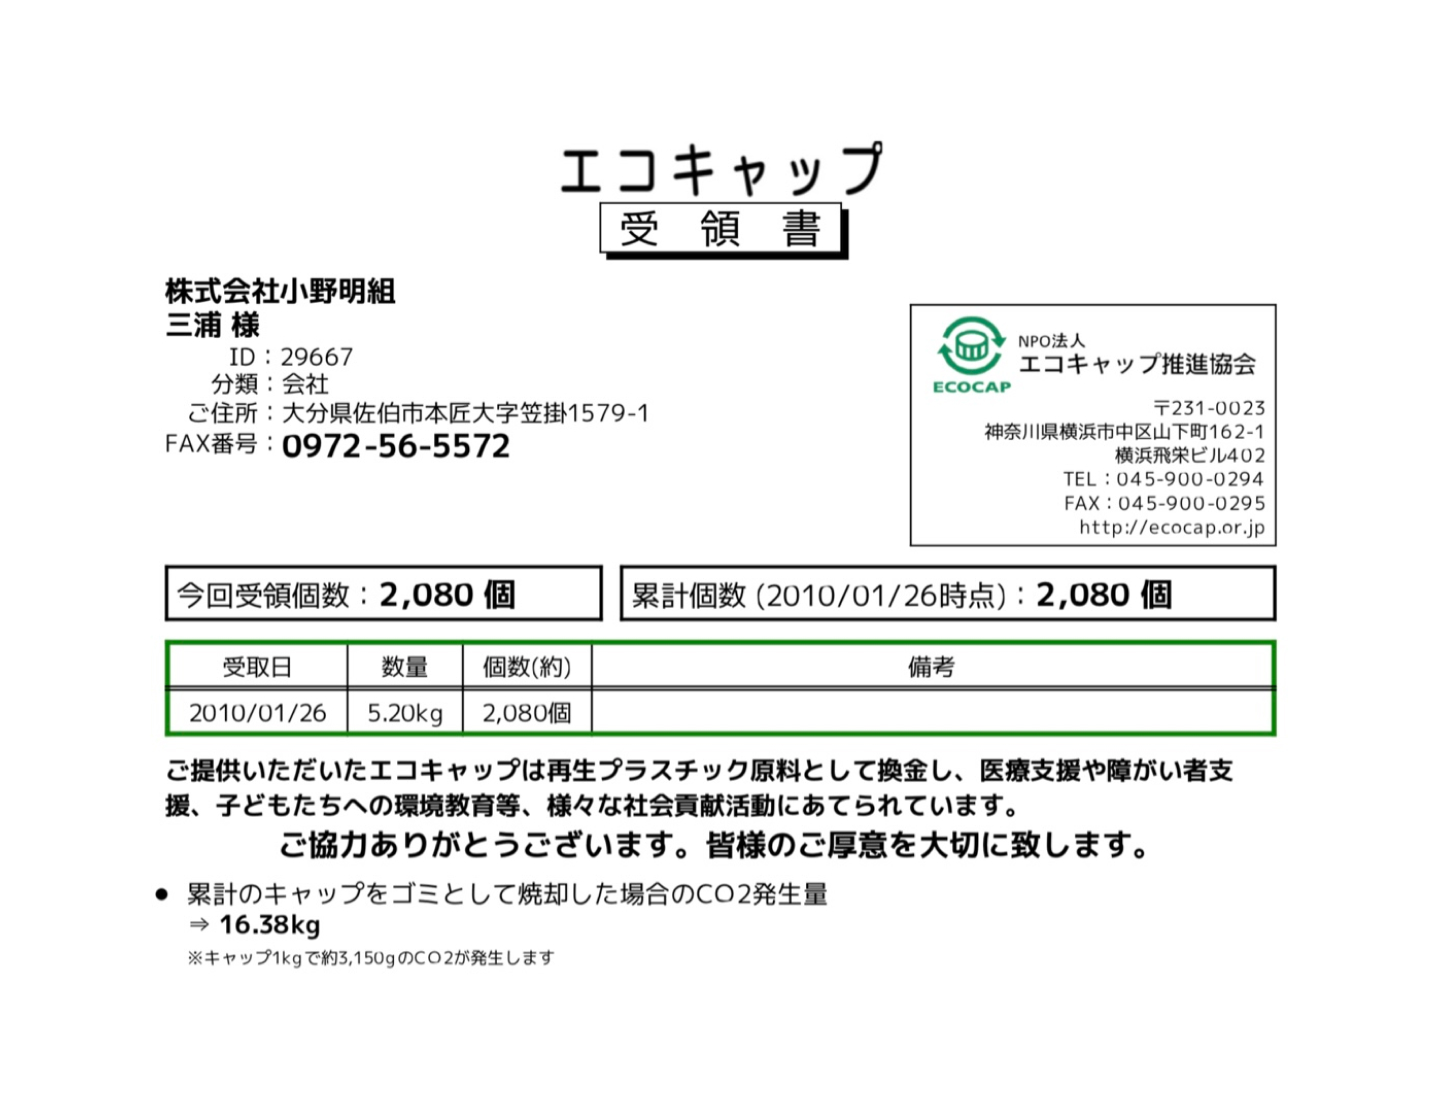 エコキャップ
受 領 書
株式会社小野明組
三浦 様
ID：29667
分類：会社
ご住所：大分県佐伯市本匠大字笠掛1579-1
FAX番号：0972-56-5572
ECOCAP
NPO法人
エコキャップ推進協会
〒231-0023
神奈川県横浜市中区山下町162-1
横浜飛栄ビル402
TEL：045-900-0294
FAX：045-900-0295
http://ecocap.or.jp
今回受領個数：2,080 個
累計個数 (2010/01/26時点)：2,080 個
受取日 数量 個数(約) 備考
2010/01/26 5.20kg 2,080個
ご提供いただいたエコキャップは再生プラスチック原料として換金し、医療支援や障がい者支
援、子どもたちへの環境教育等、様々な社会貢献活動にあてられています。
ご協力ありがとうございます。皆様のご厚意を大切に致します。
● 累計のキャップをゴミとして焼却した場合のCO2発生量
⇒ 16.38kg
※キャップ1kgで約3,150gのCO2が発生します